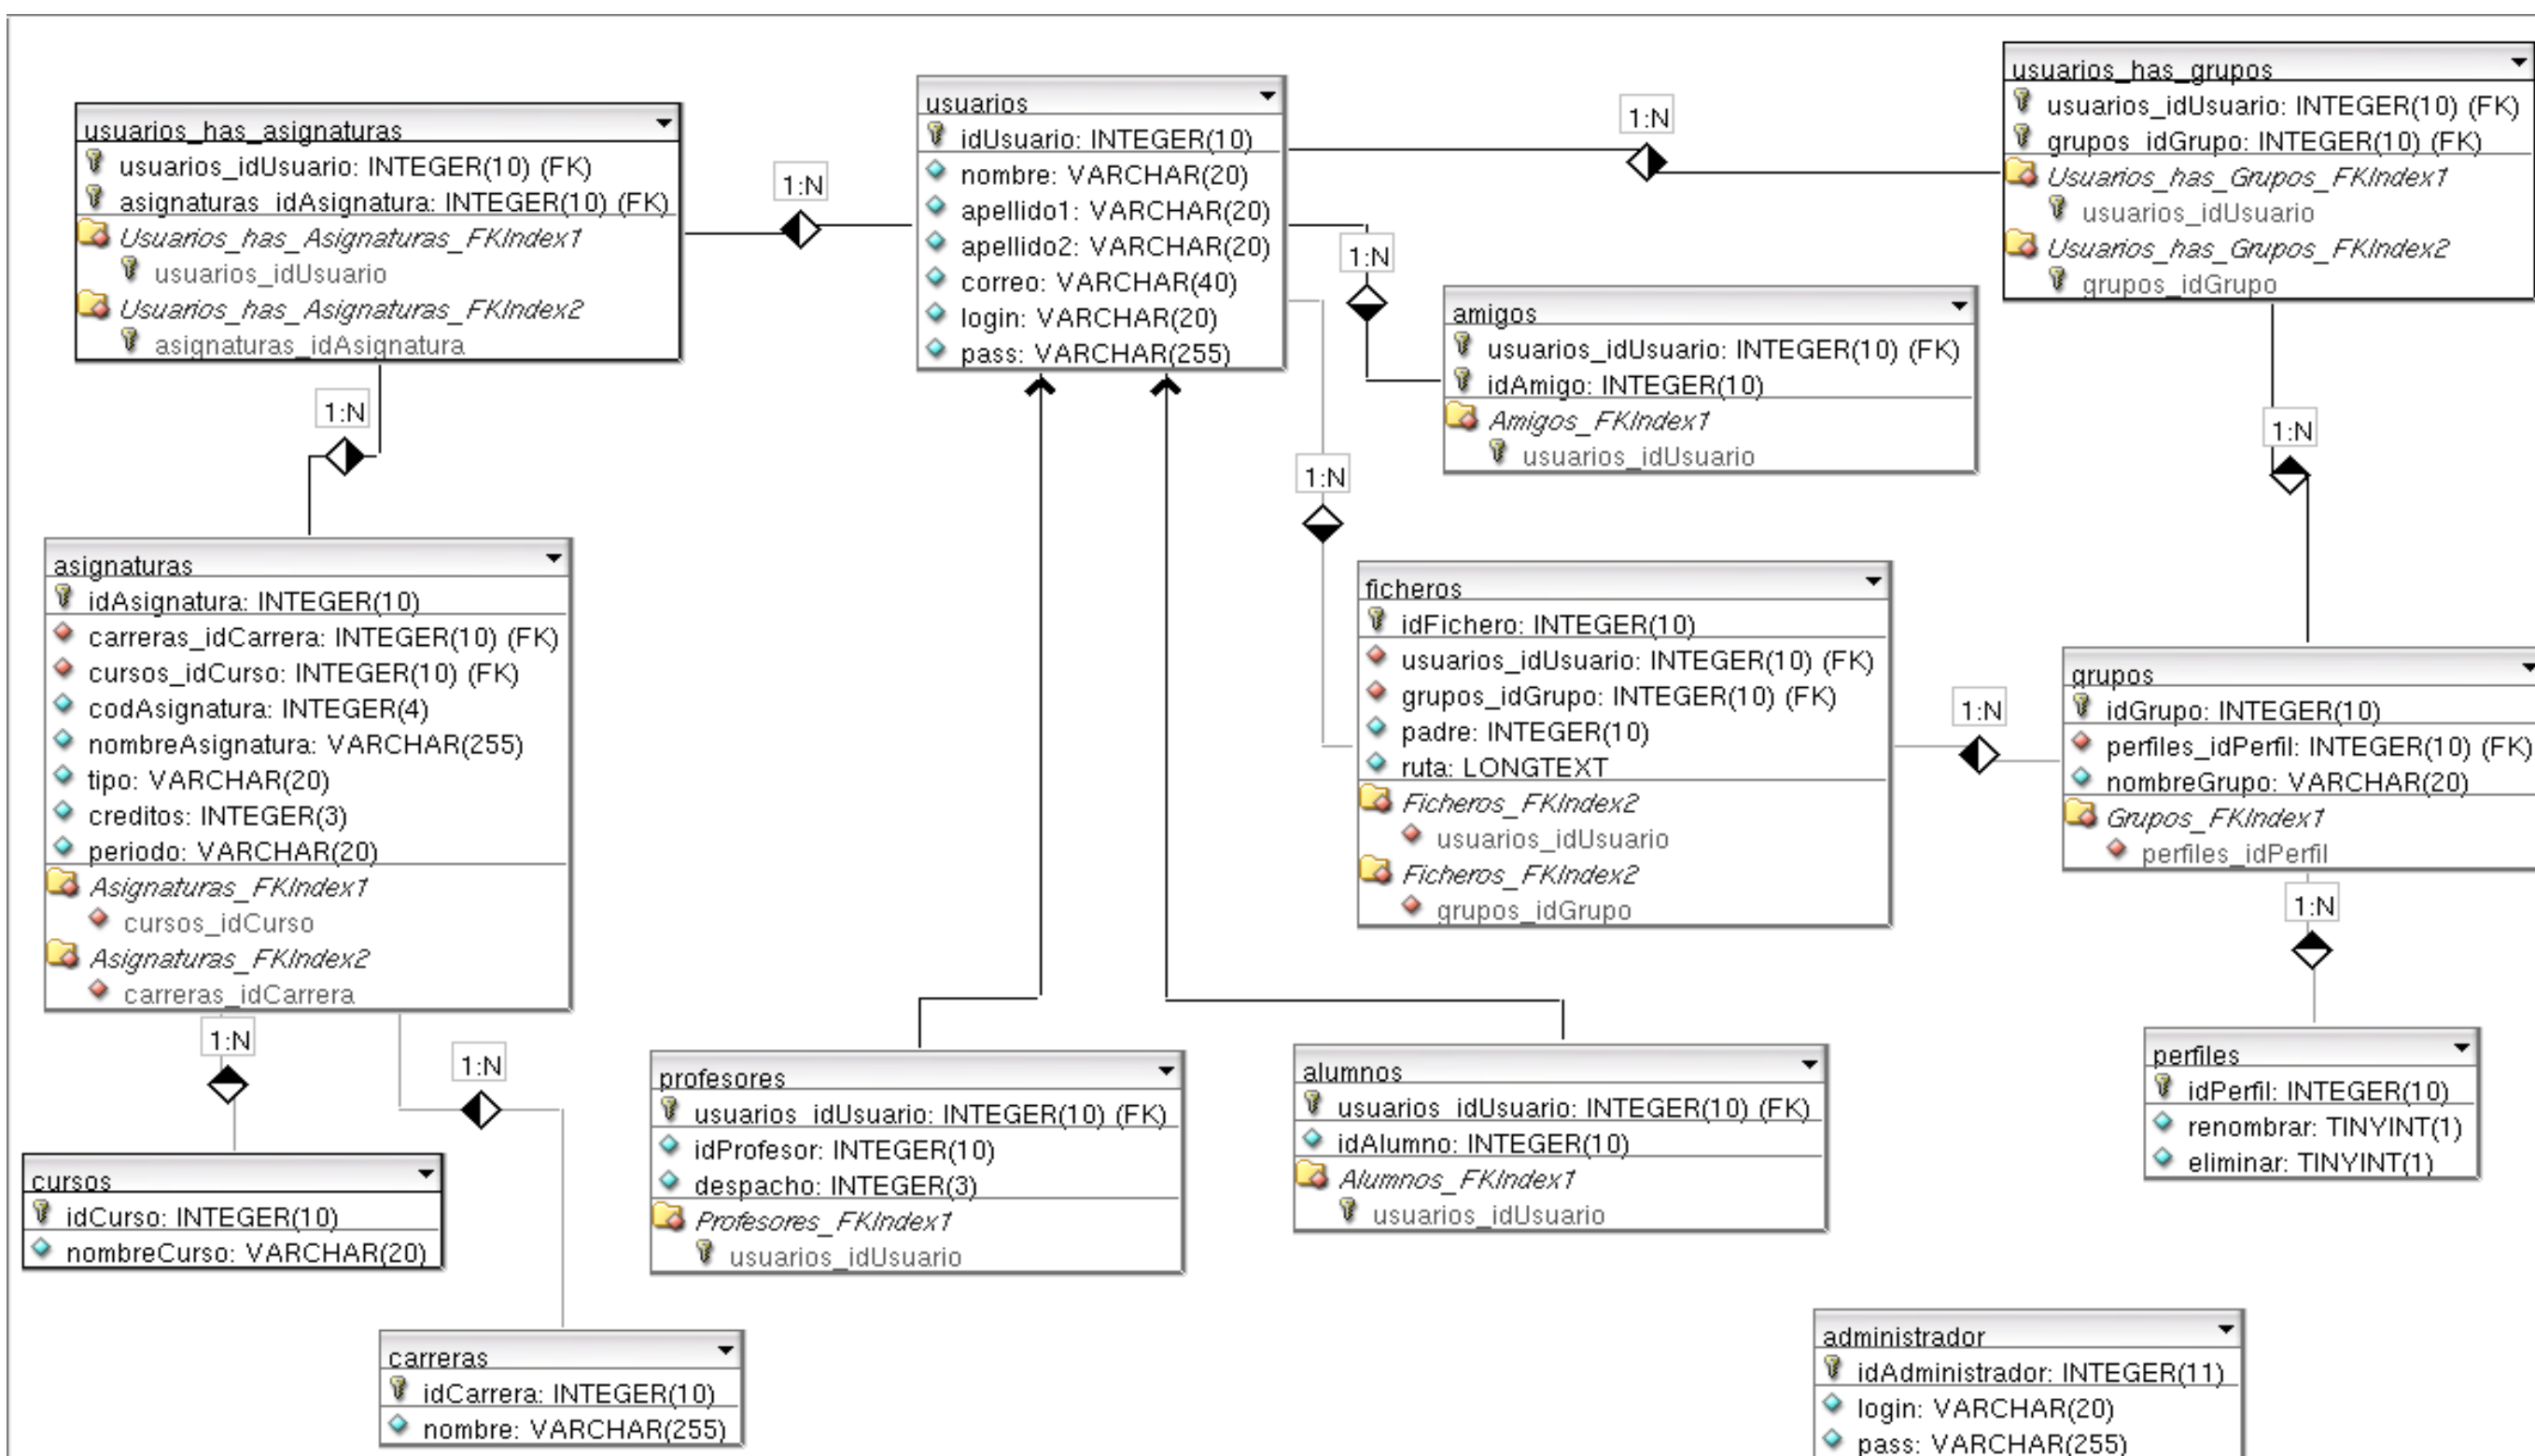 usuarios_has_asignaturas
usuarios_idUsuario: INTEGER(10) (FK)
asignaturas_idAsignatura: INTEGER(10) (FK)
Usuarios_has_Asignaturas_FKIndex1
usuarios_idUsuario
Usuarios_has_Asignaturas_FKIndex2
asignaturas_idAsignatura
1:N
usuarios
idUsuario: INTEGER(10)
nombre: VARCHAR(20)
apellido1: VARCHAR(20)
apellido2: VARCHAR(20)
correo: VARCHAR(40)
login: VARCHAR(20)
pass: VARCHAR(255)
1:N
usuarios_has_grupos
usuarios_idUsuario: INTEGER(10) (FK)
grupos_idGrupo: INTEGER(10) (FK)
Usuarios_has_Grupos_FKIndex1
usuarios_idUsuario
Usuarios_has_Grupos_FKIndex2
grupos_idGrupo
1:N
amigos
usuarios_idUsuario: INTEGER(10) (FK)
idAmigo: INTEGER(10)
Amigos_FKIndex1
usuarios_idUsuario
1:N
1:N
1:N
asignaturas
idAsignatura: INTEGER(10)
carreras_idCarrera: INTEGER(10) (FK)
cursos_idCurso: INTEGER(10) (FK)
codAsignatura: INTEGER(4)
nombreAsignatura: VARCHAR(255)
tipo: VARCHAR(20)
creditos: INTEGER(3)
periodo: VARCHAR(20)
Asignaturas_FKIndex1
cursos_idCurso
Asignaturas_FKIndex2
carreras_idCarrera
ficheros
idFichero: INTEGER(10)
usuarios_idUsuario: INTEGER(10) (FK)
grupos_idGrupo: INTEGER(10) (FK)
padre: INTEGER(10)
ruta: LONGTEXT
Ficheros_FKIndex2
usuarios_idUsuario
Ficheros_FKIndex2
grupos_idGrupo
1:N
grupos
idGrupo: INTEGER(10)
perfiles_idPerfil: INTEGER(10) (FK)
nombreGrupo: VARCHAR(20)
Grupos_FKIndex1
perfiles_idPerfil
1:N
1:N
1:N
profesores
usuarios_idUsuario: INTEGER(10) (FK)
idProfesor: INTEGER(10)
despacho: INTEGER(3)
Profesores_FKIndex1
usuarios_idUsuario
alumnos
usuarios_idUsuario: INTEGER(10) (FK)
idAlumno: INTEGER(10)
Alumnos_FKIndex1
usuarios_idUsuario
perfiles
idPerfil: INTEGER(10)
renombrar: TINYINT(1)
eliminar: TINYINT(1)
cursos
idCurso: INTEGER(10)
nombreCurso: VARCHAR(20)
carreras
idCarrera: INTEGER(10)
nombre: VARCHAR(255)
administrador
idAdministrador: INTEGER(11)
login: VARCHAR(20)
pass: VARCHAR(255)